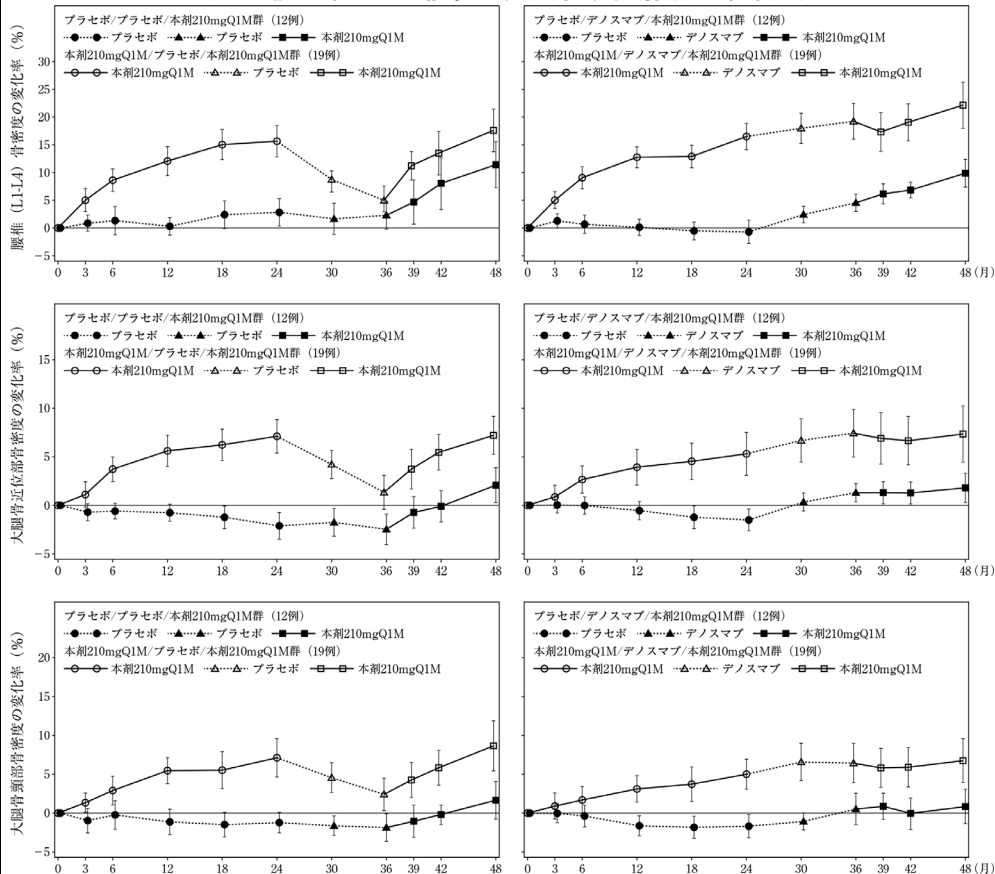 プラセボ/プラセボ/本剤210mgQ1M群（12例）
プラセボ プラセボ 本剤210mgQ1M
本剤210mgQ1M/プラセボ/本剤210mgQ1M群（19例）
本剤210mgQ1M プラセボ 本剤210mgQ1M
腰椎（L1-L4）骨密度の変化率（%）
30
25
20
15
10
5
0
−5
0 3 6 12 18 24 30 36 39 42 48
プラセボ/デノスマブ/本剤210mgQ1M群（12例）
プラセボ デノスマブ 本剤210mgQ1M
本剤210mgQ1M/デノスマブ/本剤210mgQ1M群（19例）
本剤210mgQ1M デノスマブ 本剤210mgQ1M
0 3 6 12 18 24 30 36 39 42 48（月）
プラセボ/プラセボ/本剤210mgQ1M群（12例）
プラセボ プラセボ 本剤210mgQ1M
本剤210mgQ1M/プラセボ/本剤210mgQ1M群（19例）
本剤210mgQ1M プラセボ 本剤210mgQ1M
大腿骨近位部骨密度の変化率（%）
15
10
5
0
−5
0 3 6 12 18 24 30 36 39 42 48
プラセボ/デノスマブ/本剤210mgQ1M群（12例）
プラセボ デノスマブ 本剤210mgQ1M
本剤210mgQ1M/デノスマブ/本剤210mgQ1M群（19例）
本剤210mgQ1M デノスマブ 本剤210mgQ1M
0 3 6 12 18 24 30 36 39 42 48（月）
プラセボ/プラセボ/本剤210mgQ1M群（12例）
プラセボ プラセボ 本剤210mgQ1M
本剤210mgQ1M/プラセボ/本剤210mgQ1M群（19例）
本剤210mgQ1M プラセボ 本剤210mgQ1M
大腿骨頸部骨密度の変化率（%）
20
15
10
5
0
−5
0 3 6 12 18 24 30 36 39 42 48
プラセボ/デノスマブ/本剤210mgQ1M群（12例）
プラセボ デノスマブ 本剤210mgQ1M
本剤210mgQ1M/デノスマブ/本剤210mgQ1M群（19例）
本剤210mgQ1M デノスマブ 本剤210mgQ1M
0 3 6 12 18 24 30 36 39 42 48（月）